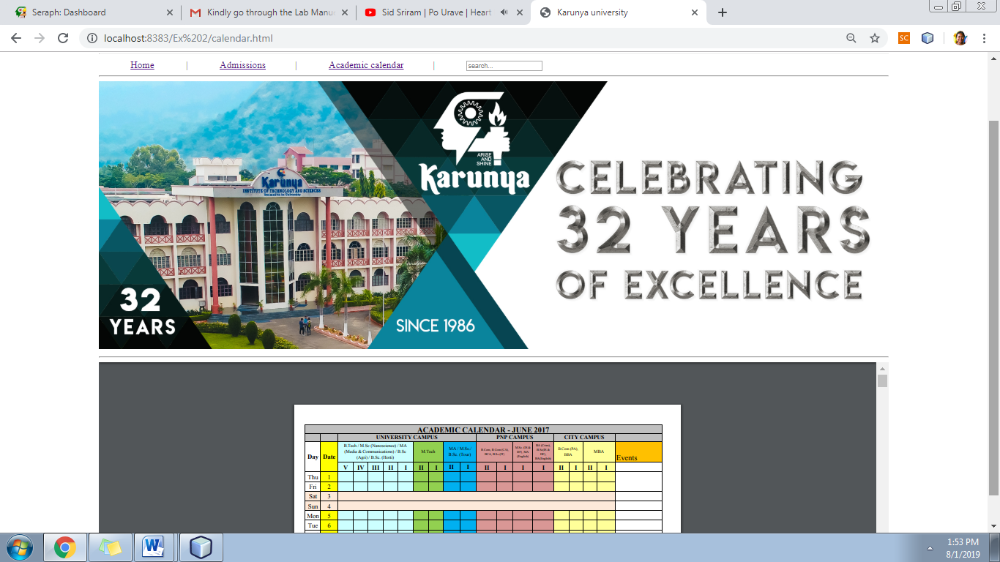 Seraph: Dashboard
Kindly go through the Lab Manu
Sid Sriram | Po Urave | Heart
Karunya university
localhost:8383/Ex%202/calendar.html
SC
Home | Admissions | Academic calendar | search...
ARISE
AND
SHINE
Karunya
Karunya
INSTITUTE OF TECHNOLOGY AND SCIENCES
Deemed to be University
CELEBRATING
32 YEARS
OF EXCELLENCE
32
YEARS
SINCE 1986
ACADEMIC CALENDAR - JUNE 2017
UNIVERSITY CAMPUS PNP CAMPUS CITY CAMPUS
Day Date
B.Tech / M.Sc (Nanoscience) / MA
(Media & Communications) / B.Sc
(Agri) / B.Sc. (Horti)
M.Tech
MA / M.Sc /
B.Sc. (Tour)
B.Com (PA),
BBA
MBA
Events
V IV III II I II I II I II I I I II I II I
Thu 1
Fri 2
Sat 3
Sun 4
Mon 5
Tue 6
1:53 PM
8/1/2019